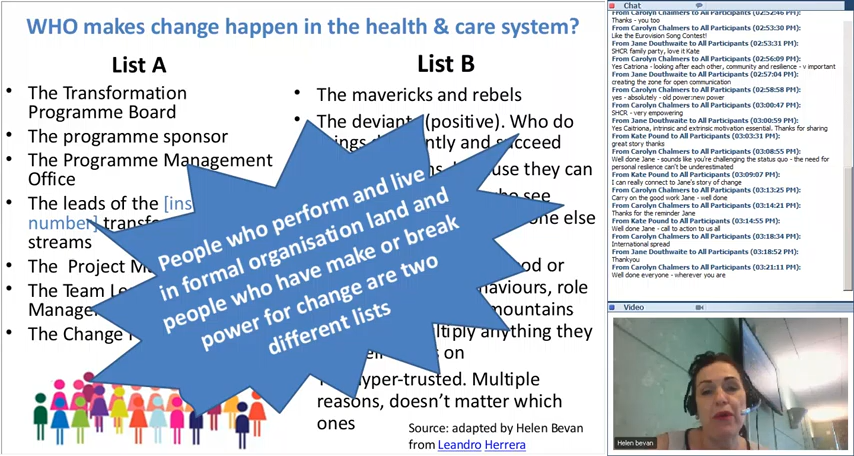 WHO makes change happen in the health & care system?
List A
• The Transformation
Programme Board
• The programme sponsor
• The Programme Management
Office
• The leads of the [ins
number] transf
streams
• The Project M
• The Team Le
Manage
• The Change
List B
• The mavericks and rebels
• The deviants (positive). Who do
things differently and succeed
use they can
who see
one else
od or
haviours, role
mountains
ltiply anything they
s on
hyper-trusted. Multiple
reasons, doesn't matter which
ones
People who perform and live
in formal organisation land and
people who have make or break
power for change are two
different lists
Source: adapted by Helen Bevan
from Leandro Herrera
Chat
From Carolyn Chalmers to All Participants (02:52:46 PM):
Thanks - you too
From Carolyn Chalmers to All Participants (02:53:30 PM):
Like the Eurovision Song Contest!
From Jane Douthwaite to All Participants (02:53:31 PM):
SHCR family party, love it Kate
From Carolyn Chalmers to All Participants (02:56:09 PM):
Yes Catriona - looking after each other, community and resilience - v important
From Jane Douthwaite to All Participants (02:57:04 PM):
creating the zone for open communication
From Carolyn Chalmers to All Participants (02:58:58 PM):
yes - absolutely - old power:new power
From Carolyn Chalmers to All Participants (03:00:47 PM):
SHCR - very empowering
From Jane Douthwaite to All Participants (03:00:59 PM):
Yes Catriona, intrinsic and extrinsic motivation essential. Thanks for sharing
From Kate Pound to All Participants (03:03:31 PM):
great story thanks
From Carolyn Chalmers to All Participants (03:08:55 PM):
Well done Jane - sounds like you're challenging the status quo - the need for
personal resilience can't be underestimated
From Kate Pound to All Participants (03:09:07 PM):
I can really connect to Jane's story of change
From Carolyn Chalmers to All Participants (03:13:25 PM):
Carry on the good work Jane - well done
From Carolyn Chalmers to All Participants (03:14:21 PM):
Thanks for the reminder Jane
From Kate Pound to All Participants (03:14:55 PM):
Well done Jane - call to action to us all
From Carolyn Chalmers to All Participants (03:18:34 PM):
International spread
From Jane Douthwaite to All Participants (03:18:52 PM):
Thankyou
From Carolyn Chalmers to All Participants (03:21:11 PM):
Well done everyone - wherever you are
Video
Helen bevan